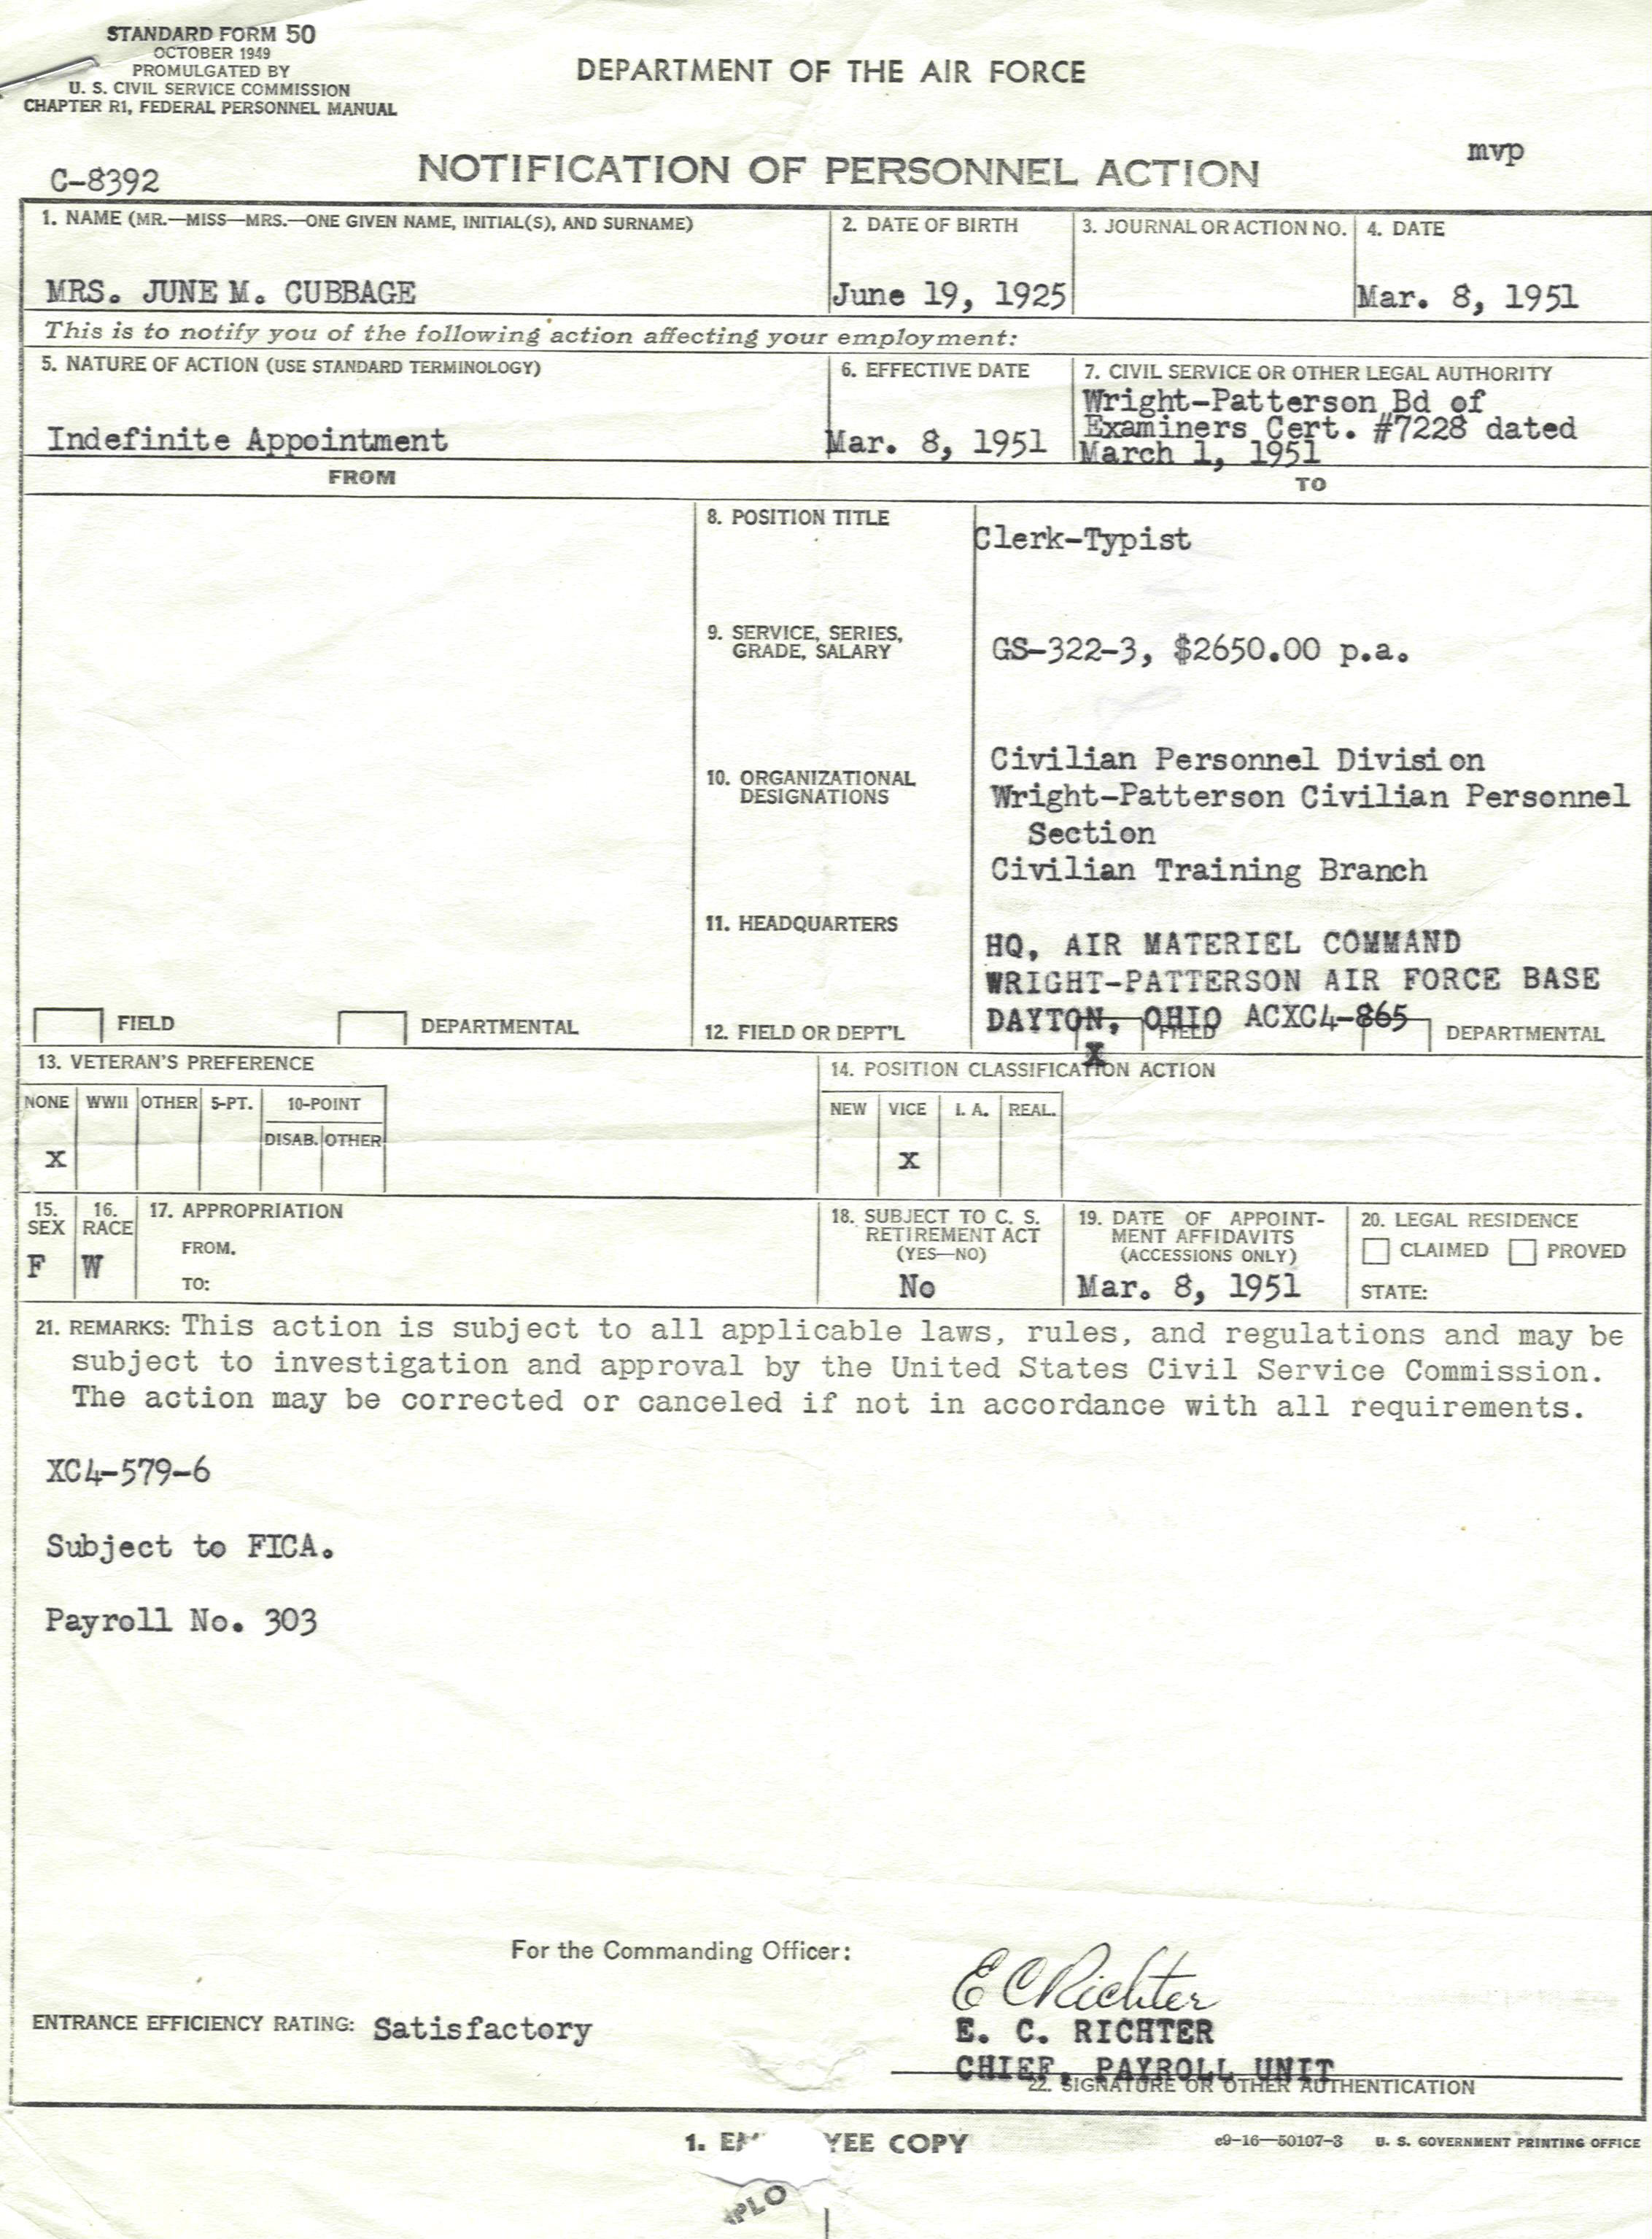 STANDARD FORM 50
OCTOBER 1949
PROMULGATED BY
U. S. CIVIL SERVICE COMMISSION
CHAPTER R1, FEDERAL PERSONNEL MANUAL
DEPARTMENT OF THE AIR FORCE
mvp
C-8392
NOTIFICATION OF PERSONNEL ACTION
1. NAME (MR.—MISS—MRS.—ONE GIVEN NAME, INITIAL(S), AND SURNAME)
MRS. JUNE M. CUBBAGE
2. DATE OF BIRTH
June 19, 1925
3. JOURNAL OR ACTION NO.
4. DATE
Mar. 8, 1951
This is to notify you of the following action affecting your employment:
5. NATURE OF ACTION (USE STANDARD TERMINOLOGY)
Indefinite Appointment
6. EFFECTIVE DATE
Mar. 8, 1951
7. CIVIL SERVICE OR OTHER LEGAL AUTHORITY
Wright-Patterson Bd of
Examiners Cert. #7228 dated
March 1, 1951
FROM
TO
8. POSITION TITLE
Clerk-Typist
9. SERVICE, SERIES,
GRADE, SALARY
GS-322-3, $2650.00 p.a.
10. ORGANIZATIONAL
DESIGNATIONS
Civilian Personnel Divisi on
Wright-Patterson Civilian Personnel
Section
Civilian Training Branch
11. HEADQUARTERS
HQ, AIR MATERIEL COMMAND
WRIGHT-PATTERSON AIR FORCE BASE
DAYTON, OHIO ACXC4-865
FIELD
DEPARTMENTAL
12. FIELD OR DEPT'L
X
FIELD
DEPARTMENTAL
13. VETERAN'S PREFERENCE
NONE WWII OTHER 5-PT. 10-POINT
DISAB. OTHER
X
14. POSITION CLASSIFICATION ACTION
NEW VICE I. A. REAL.
X
15.
SEX
F
16.
RACE
W
17. APPROPRIATION
FROM.
TO:
18. SUBJECT TO C. S.
RETIREMENT ACT
(YES—NO)
No
19. DATE OF APPOINT-
MENT AFFIDAVITS
(ACCESSIONS ONLY)
Mar. 8, 1951
20. LEGAL RESIDENCE
CLAIMED PROVED
STATE:
21. REMARKS: This action is subject to all applicable laws, rules, and regulations and may be
subject to investigation and approval by the United States Civil Service Commission.
The action may be corrected or canceled if not in accordance with all requirements.
XC4-579-6
Subject to FICA.
Payroll No. 303
For the Commanding Officer:
E C Richter
ENTRANCE EFFICIENCY RATING: Satisfactory
E. C. RICHTER
CHIEF, PAYROLL UNIT
22. SIGNATURE OR OTHER AUTHENTICATION
1. EM YEE COPY
c9-16—50107-3 U. S. GOVERNMENT PRINTING OFFICE
PLO